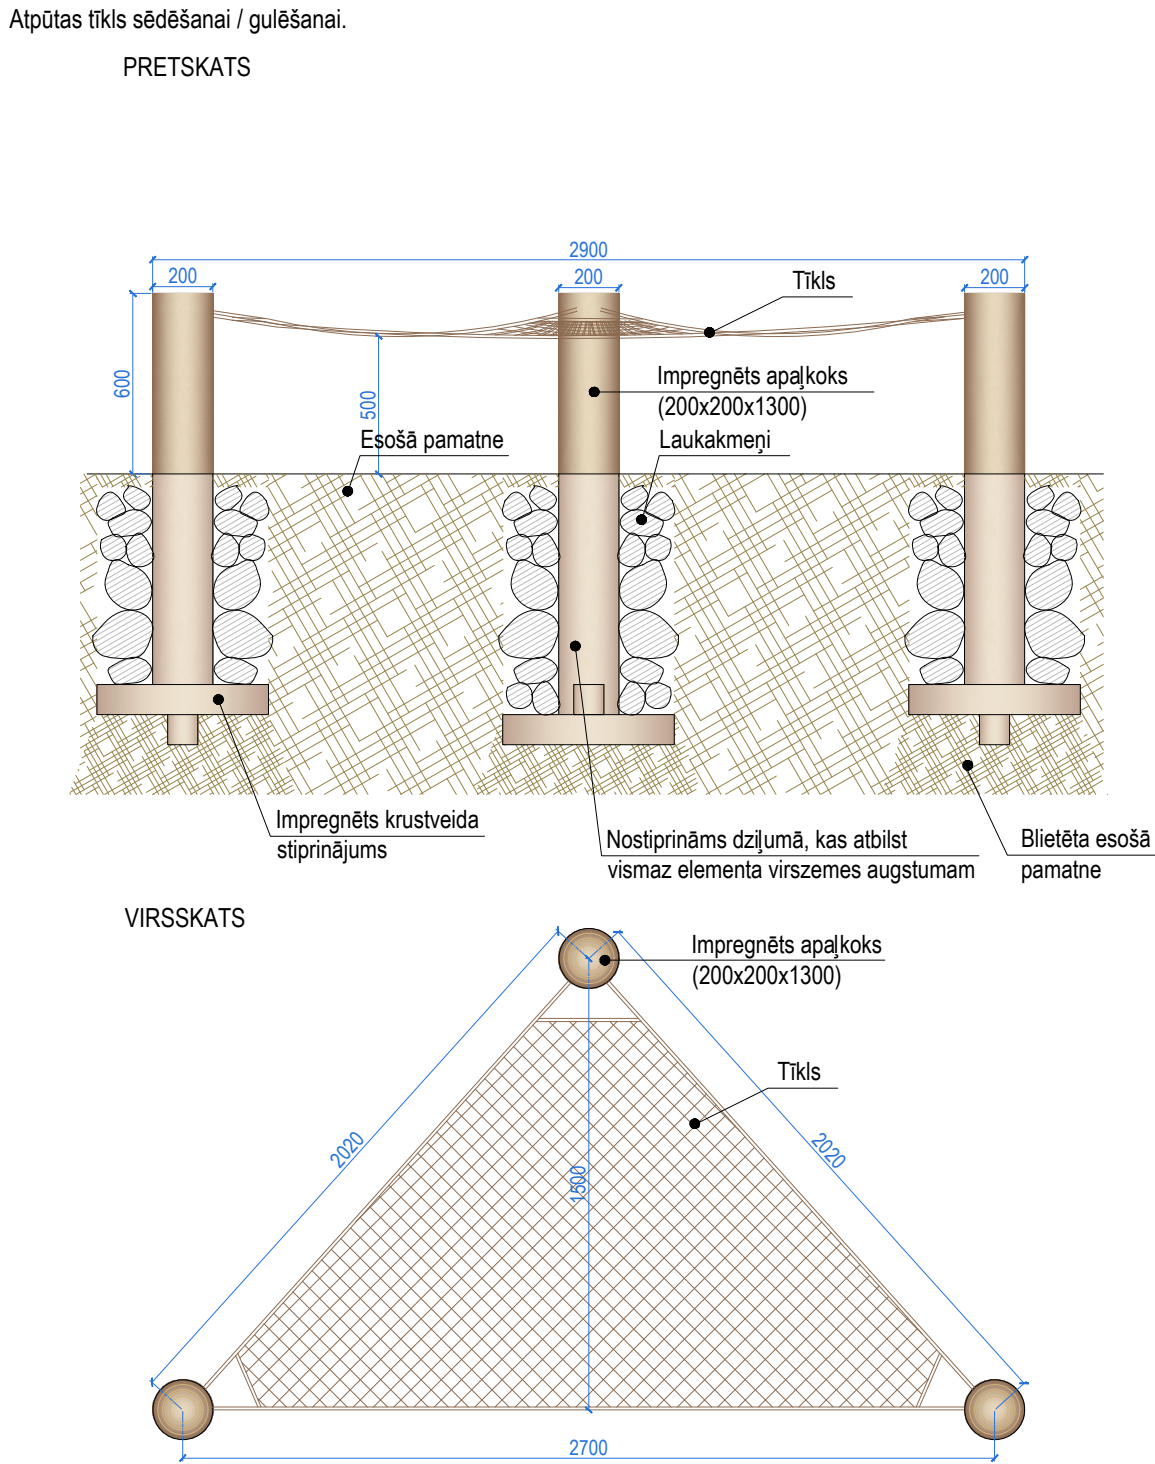 Atpūtas tīkls sēdēšanai / gulēšanai.
PRETSKATS
2900
200
200
200
Tīkls
600
500
Impregnēts apaļkoks
(200x200x1300)
Esošā pamatne
Laukakmeņi
Impregnēts krustveida
stiprinājums
Nostiprināms dziļumā, kas atbilst
vismaz elementa virszemes augstumam
Blietēta esošā
pamatne
VIRSSKATS
Impregnēts apaļkoks
(200x200x1300)
Tīkls
2020
2020
1500
2700